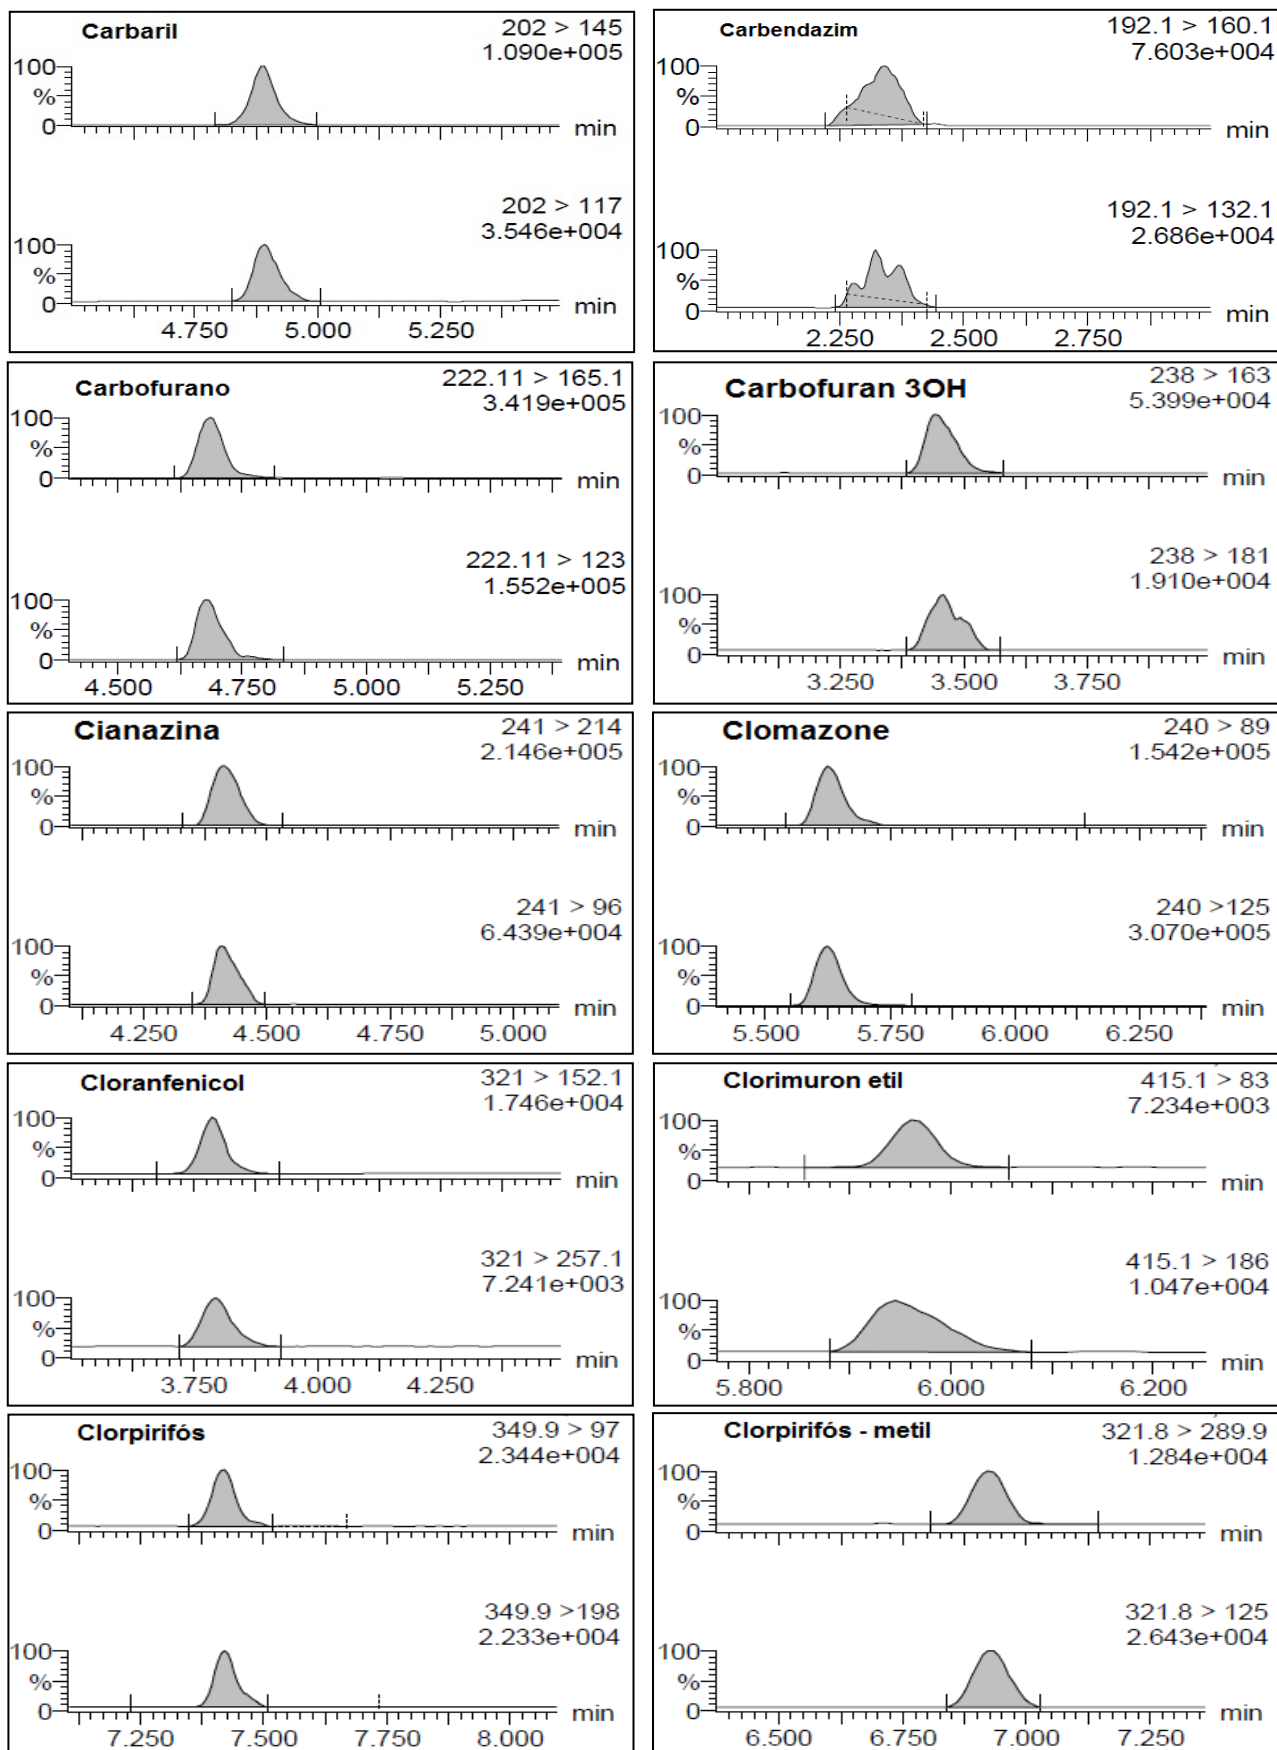 Carbaril
202 > 145
1.090e+005
100
%
0
min
202 > 117
3.546e+004
100
%
0
4.750 5.000 5.250
min
Carbendazim
192.1 > 160.1
7.603e+004
100
%
0
min
192.1 > 132.1
2.686e+004
100
%
0
2.250 2.500 2.750
min
Carbofurano
222.11 > 165.1
3.419e+005
100
%
0
min
222.11 > 123
1.552e+005
100
%
0
4.500 4.750 5.000 5.250
min
Carbofuran 3OH
238 > 163
5.399e+004
100
%
0
min
238 > 181
1.910e+004
100
%
0
3.250 3.500 3.750
min
Cianazina
241 > 214
2.146e+005
100
%
0
min
241 > 96
6.439e+004
100
%
0
4.250 4.500 4.750 5.000
min
Clomazone
240 > 89
1.542e+005
100
%
0
min
240 >125
3.070e+005
100
%
0
5.500 5.750 6.000 6.250
min
Cloranfenicol
321 > 152.1
1.746e+004
100
%
0
min
321 > 257.1
7.241e+003
100
%
0
3.750 4.000 4.250
min
Clorimuron etil
415.1 > 83
7.234e+003
100
%
0
min
415.1 > 186
1.047e+004
100
%
0
5.800 6.000 6.200
min
Clorpirifós
349.9 > 97
2.344e+004
100
%
0
min
349.9 >198
2.233e+004
100
%
0
7.250 7.500 7.750 8.000
min
Clorpirifós - metil
321.8 > 289.9
1.284e+004
100
%
0
min
321.8 > 125
2.643e+004
100
%
0
6.500 6.750 7.000 7.250
min